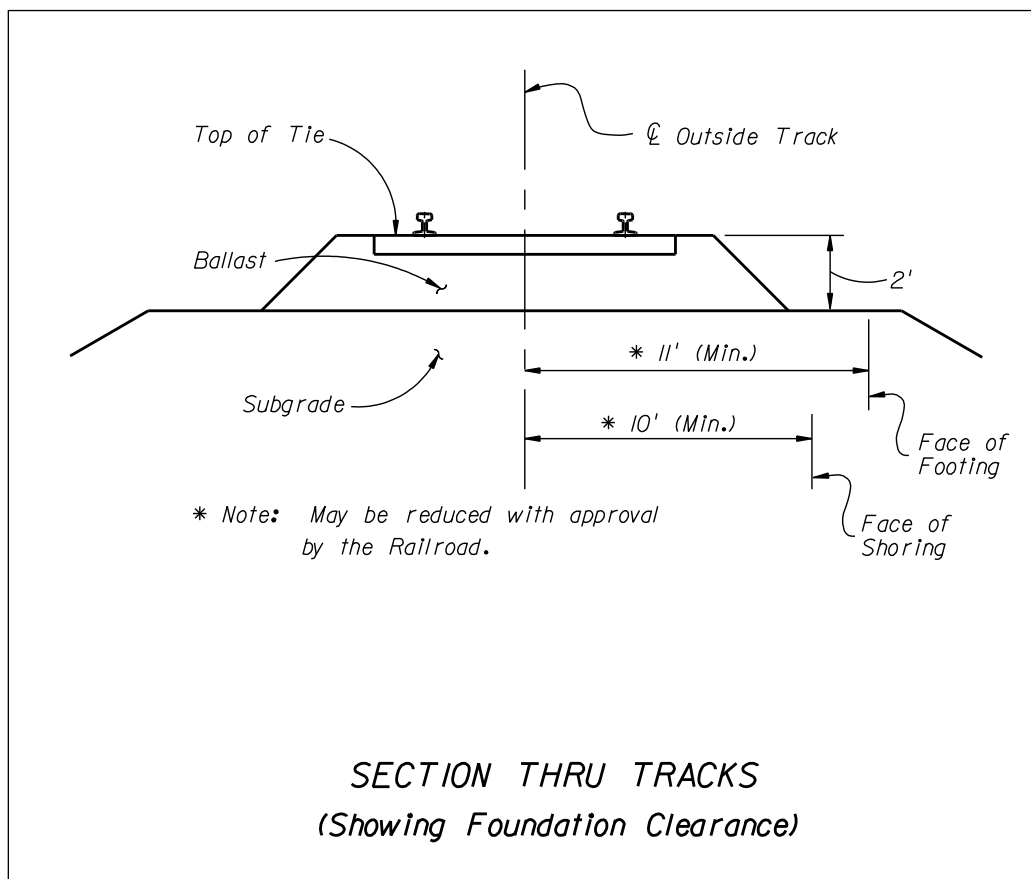 Top of Tie
℄ Outside Track
Ballast
2'
* 11' (Min.)
Subgrade
* 10' (Min.)
Face of
Footing
* Note: May be reduced with approval
by the Railroad.
Face of
Shoring
SECTION THRU TRACKS
(Showing Foundation Clearance)